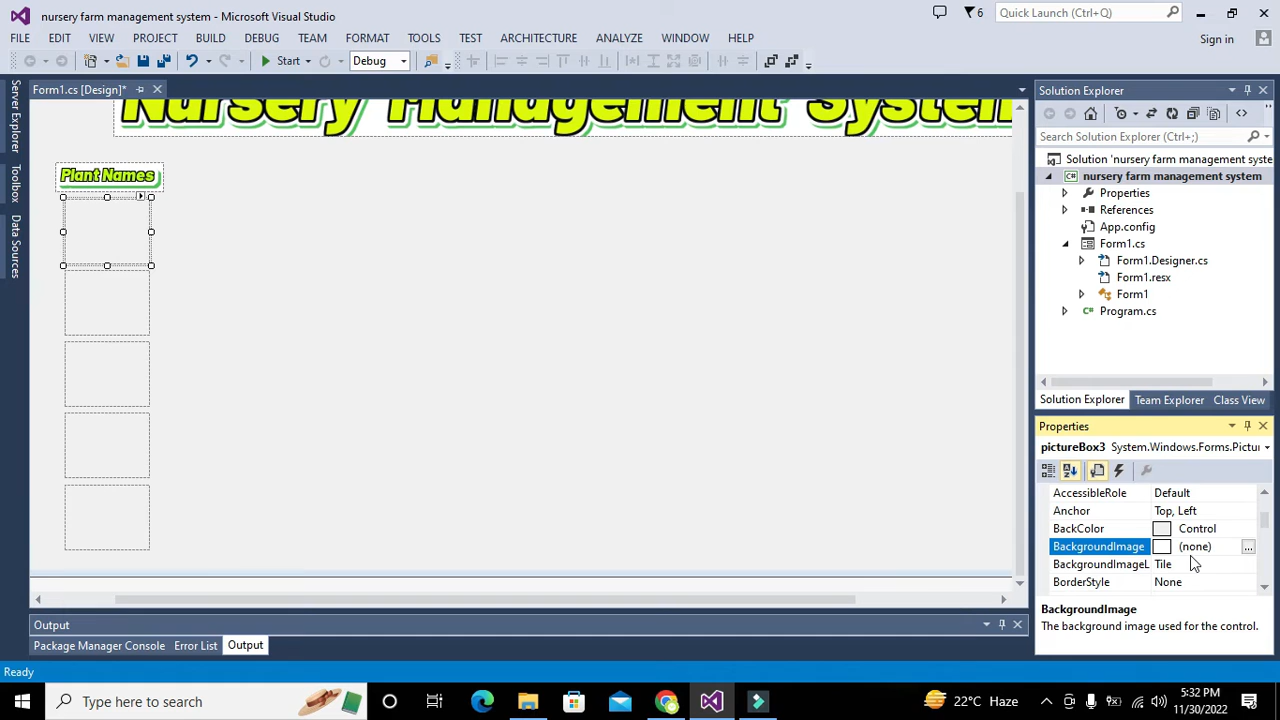 nursery farm management system - Microsoft Visual Studio
6
Quick Launch (Ctrl+Q)
FILE EDIT VIEW PROJECT BUILD DEBUG TEAM FORMAT TOOLS TEST ARCHITECTURE ANALYZE WINDOW HELP
Sign in
Start
Debug
Server Explorer
Toolbox
Data Sources
Form1.cs [Design]*
Nursery Management System
Plant Names
Solution Explorer
Search Solution Explorer (Ctrl+;)
Solution 'nursery farm management syste
nursery farm management system
Properties
References
App.config
Form1.cs
Form1.Designer.cs
Form1.resx
Form1
Program.cs
Solution Explorer Team Explorer Class View
Properties
pictureBox3 System.Windows.Forms.Pictu
AccessibleRole Default
Anchor Top, Left
BackColor Control
BackgroundImage (none) ...
BackgroundImageL Tile
BorderStyle None
BackgroundImage
The background image used for the control.
Output
Package Manager Console Error List Output
Ready
Type here to search
22°C Haze
5:32 PM
11/30/2022